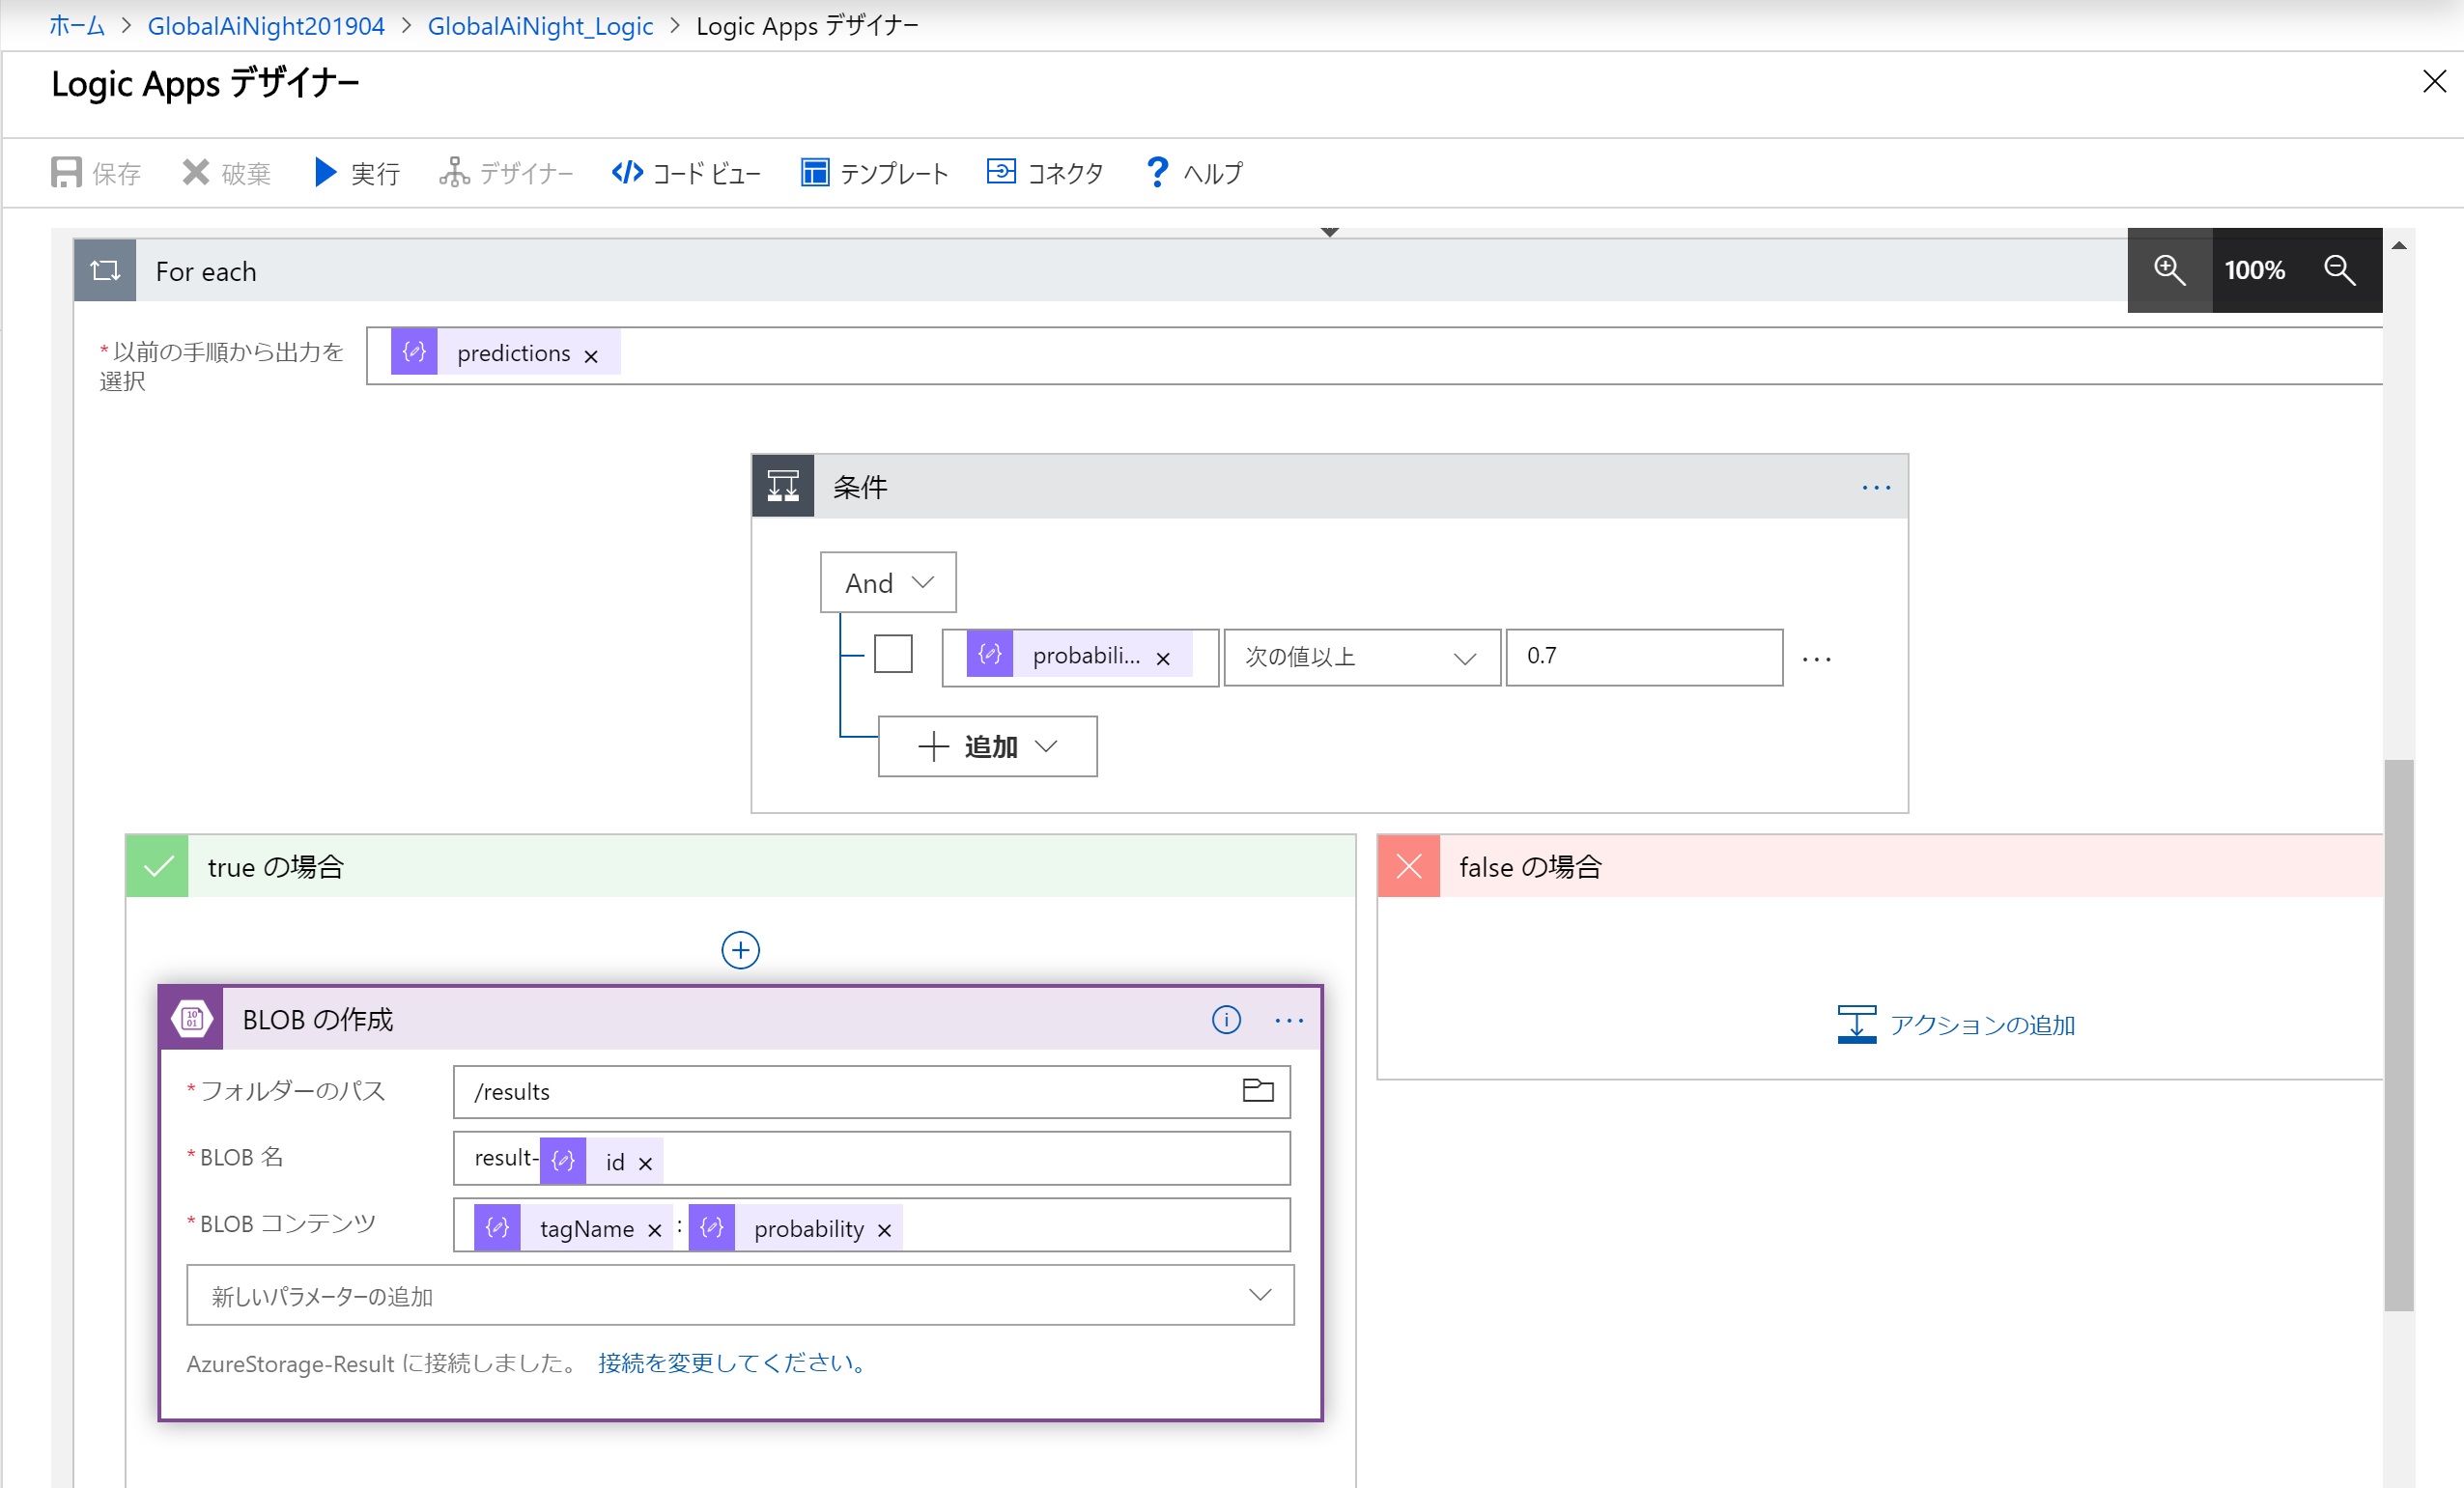 ホーム > GlobalAiNight201904 > GlobalAiNight_Logic > Logic Apps デザイナー
Logic Apps デザイナー
保存 破棄 実行 デザイナー コード ビュー テンプレート コネクタ ヘルプ
For each
100%
*以前の手順から出力を
選択
predictions ×
条件
...
And
probabili... × 次の値以上 0.7 ...
追加
true の場合
false の場合
BLOB の作成
...
アクションの追加
*フォルダーのパス /results
*BLOB 名 result- id ×
*BLOB コンテンツ tagName × : probability ×
新しいパラメーターの追加
AzureStorage-Result に接続しました。 接続を変更してください。